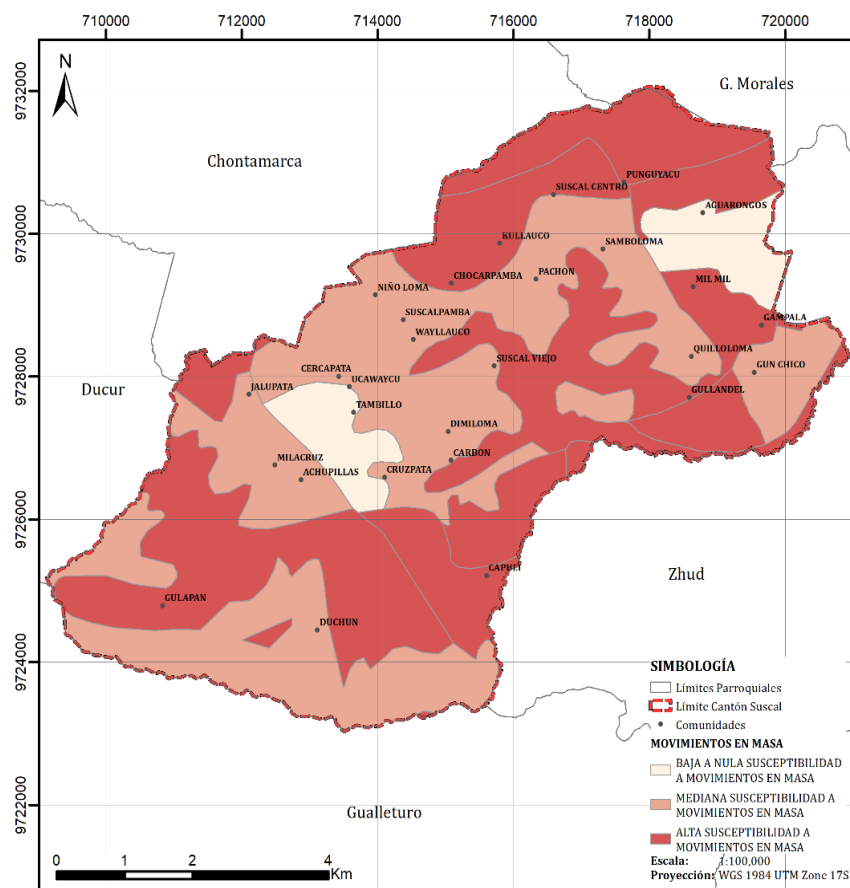 710000 712000 714000 716000 718000 720000
9732000
N
G. Morales
Chontamarca
PUNGUYACU
SUSCAL CENTRO
AGUARONGOS
9730000
KULLAUCO
SAMBOLOMA
CHOCARPAMBA
PACHON
MIL MIL
NIÑO LOMA
SUSCALPAMBA
GAMPALA
WAYLLAUCO
QUILLOLOMA
SUSCAL VIEJO
GUN CHICO
9728000
CERCAPATA
UCAWAYCU
Ducur
JALUPATA
GULLANDEL
TAMBILLO
DIMILOMA
MILACRUZ
CARBON
ACHUPILLAS
CRUZPATA
9726000
CAPULI
Zhud
GULAPAN
DUCHUN
9724000
SIMBOLOGÍA
Límites Parroquiales
Límite Cantón Suscal
Comunidades
MOVIMIENTOS EN MASA
BAJA A NULA SUSCEPTIBILIDAD
A MOVIMIENTOS EN MASA
MEDIANA SUSCEPTIBILIDAD A
MOVIMIENTOS EN MASA
ALTA SUSCEPTIBILIDAD A
MOVIMIENTOS EN MASA
Escala: 1:100,000
Proyección: WGS 1984 UTM Zone 17S
9722000
Gualleturo
0 1 2 4
Km